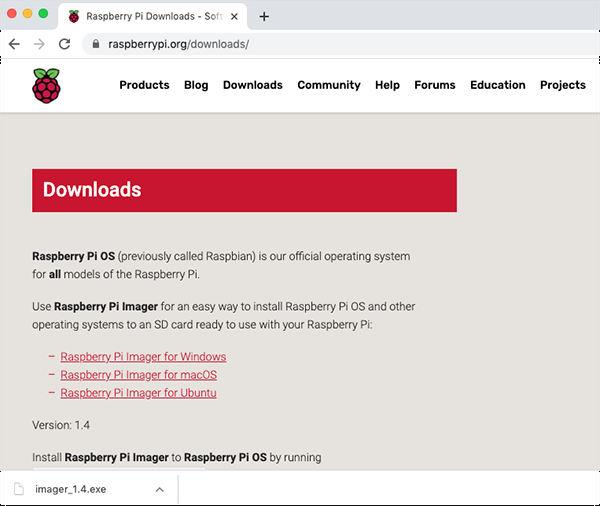 Raspberry Pi Downloads - Soft
raspberrypi.org/downloads/
Products Blog Downloads Community Help Forums Education Projects
Downloads
Raspberry Pi OS (previously called Raspbian) is our official operating system
for all models of the Raspberry Pi.
Use Raspberry Pi Imager for an easy way to install Raspberry Pi OS and other
operating systems to an SD card ready to use with your Raspberry Pi:
– Raspberry Pi Imager for Windows
– Raspberry Pi Imager for macOS
– Raspberry Pi Imager for Ubuntu
Version: 1.4
Install Raspberry Pi Imager to Raspberry Pi OS by running
imager_1.4.exe